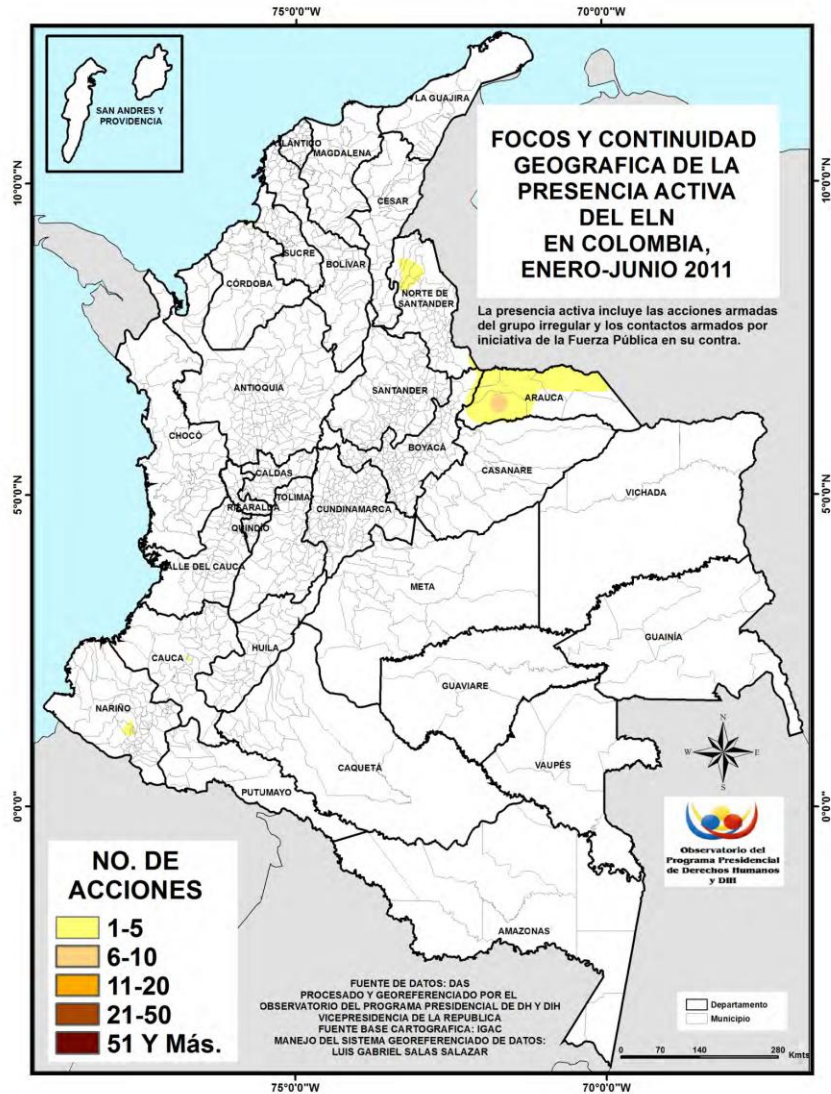 75°0'0"W
70°0'0"W
10°0'0"N
5°0'0"N
0°0'0"
10°0'0"N
5°0'0"N
0°0'0"
75°0'0"W
70°0'0"W
SAN ANDRES Y
PROVIDENCIA
FOCOS Y CONTINUIDAD
GEOGRAFICA DE LA
PRESENCIA ACTIVA
DEL ELN
EN COLOMBIA,
ENERO-JUNIO 2011
La presencia activa incluye las acciones armadas
del grupo irregular y los contactos armados por
iniciativa de la Fuerza Pública en su contra.
LA GUAJIRA
ATLÁNTICO
MAGDALENA
CESAR
SUCRE
BOLÍVAR
CÓRDOBA
NORTE DE
SANTANDER
ANTIOQUIA
SANTANDER
ARAUCA
CHOCÓ
BOYACÁ
CASANARE
CALDAS
VICHADA
RISARALDA
TOLIMA
CUNDINAMARCA
QUINDÍO
VALLE DEL CAUCA
META
GUAINÍA
HUILA
CAUCA
GUAVIARE
NARIÑO
VAUPÉS
CAQUETÁ
PUTUMAYO
AMAZONAS
N
W
E
S
Observatorio del
Programa Presidencial
de Derechos Humanos
y DIH
NO. DE
ACCIONES
1-5
6-10
11-20
21-50
51 Y Más.
FUENTE DE DATOS: DAS
PROCESADO Y GEOREFERENCIADO POR EL
OBSERVATORIO DEL PROGRAMA PRESIDENCIAL DE DH Y DIH
VICEPRESIDENCIA DE LA REPUBLICA
FUENTE BASE CARTOGRAFICA: IGAC
MANEJO DEL SISTEMA GEOREFERENCIADO DE DATOS:
LUIS GABRIEL SALAS SALAZAR
Departamento
Municipio
0 70 140 280
Kmts